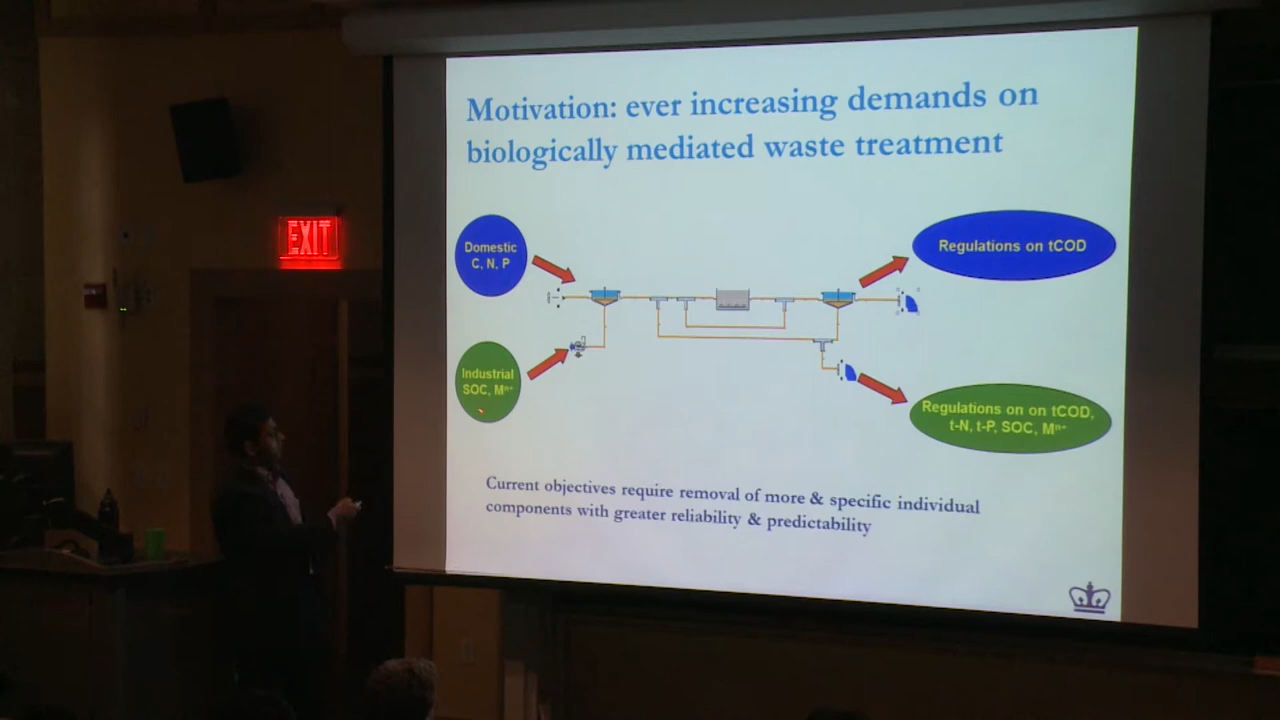 Motivation: ever increasing demands on
biologically mediated waste treatment
EXIT
Domestic
C, N, P
Regulations on tCOD
Industrial
SOC, Mⁿ⁺
Regulations on on tCOD,
t-N, t-P, SOC, Mⁿ⁺
Current objectives require removal of more & specific individual
components with greater reliability & predictability